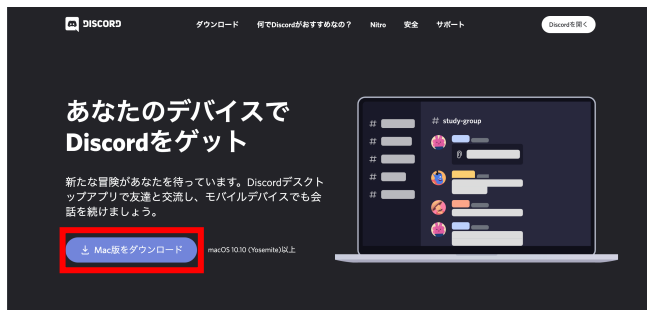 DISCORD ダウンロード 何でDiscordがおすすめなの？ Nitro 安全 サポート Discordを開く
あなたのデバイスで
Discordをゲット
新たな冒険があなたを待っています。Discordデスクト
ップアプリで友達と交流し、モバイルデバイスでも会
話を続けましょう。
Mac版をダウンロード macOS 10.10 (Yosemite)以上
# study-group
#
#
#
#
#